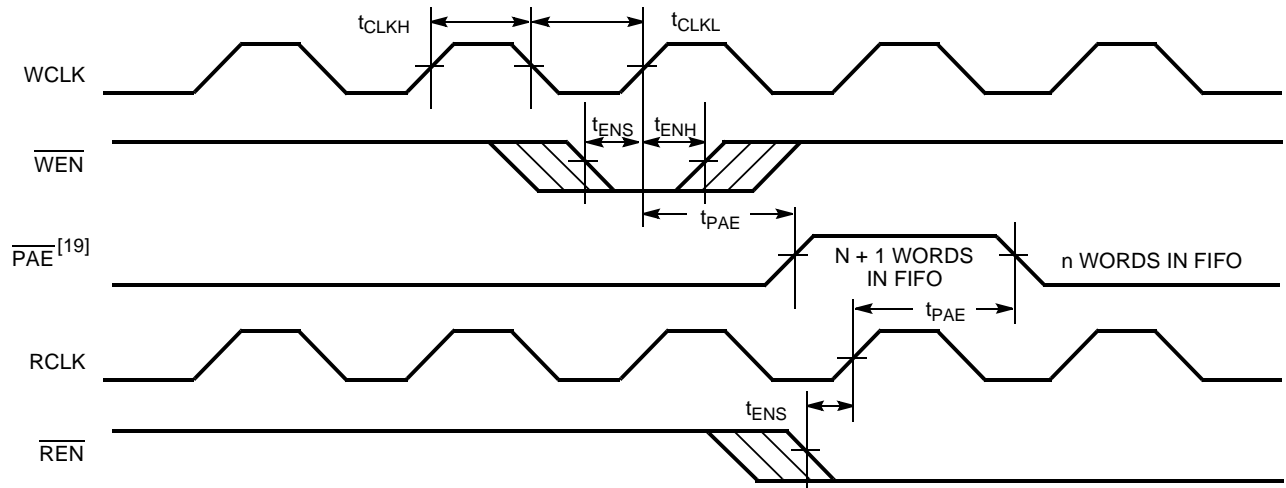 tCLKH
tCLKL
WCLK
tENS
tENH
WEN
tPAE
PAE[19]
N + 1 WORDS
IN FIFO
n WORDS IN FIFO
tPAE
RCLK
tENS
REN